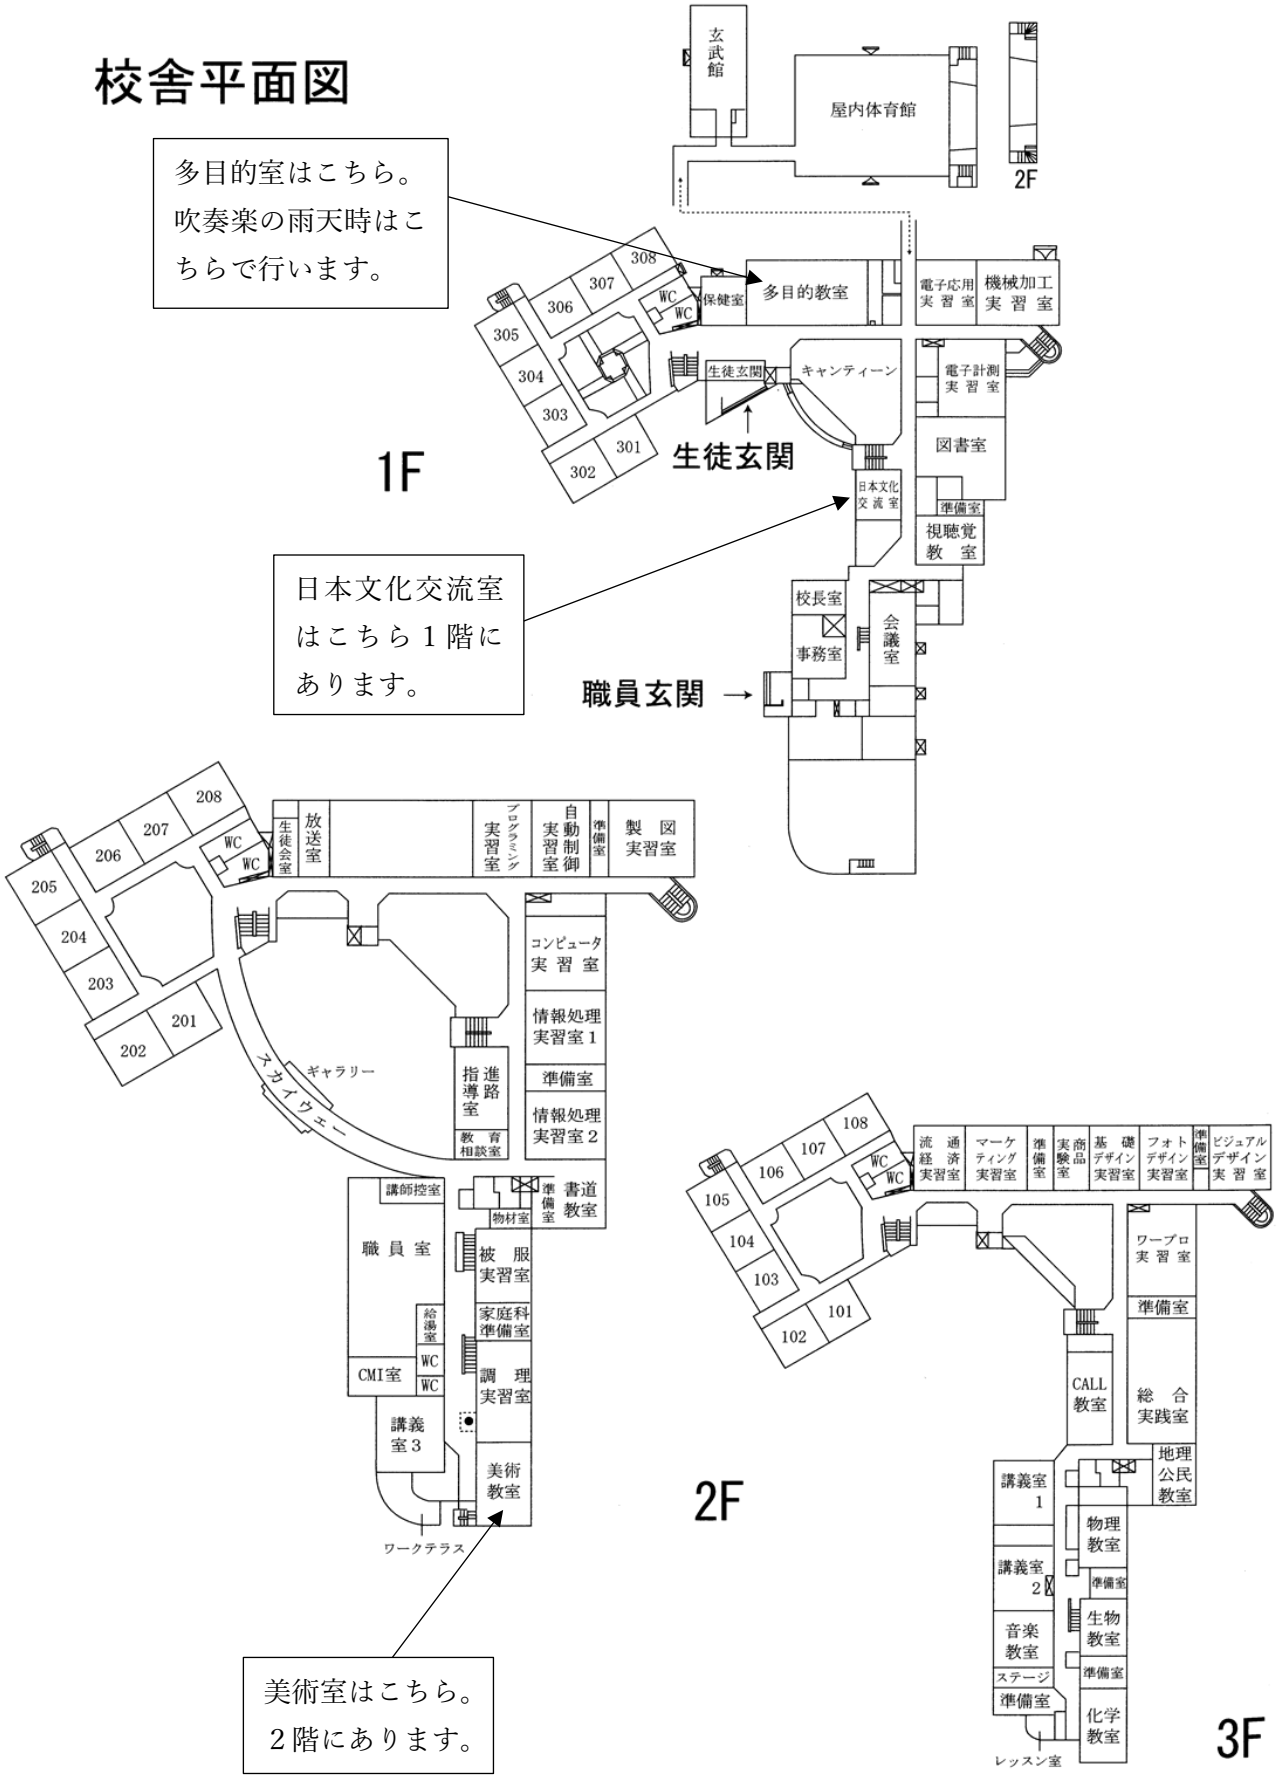 校舎平面図
多目的室はこちら。
吹奏楽の雨天時はこ
ちらで行います。
玄武館
屋内体育館
2F
308
307
306
305
304
303
302
301
WC
WC
保健室
多目的教室
電子応用
実習室
機械加工
実習室
生徒玄関
キャンティーン
電子計測
実習室
生徒玄関
図書室
1F
日本文化
交流室
準備室
視聴覚
教室
日本文化交流室
はこちら１階に
あります。
校長室
事務室
会議室
職員玄関 →
208
207
206
205
204
203
202
201
WC
WC
生徒会室
放送室
プログラミング
実習室
自動制御
実習室
準備室
製図
実習室
コンピュータ
実習室
情報処理
実習室1
準備室
情報処理
実習室2
スカイウェー
ギャラリー
進路
指導室
教育
相談室
講師控室
準備室
書道
教室
物材室
職員室
被服
実習室
給湯室
家庭科
準備室
WC
WC
CMI室
調理
実習室
講義
室3
美術
教室
ワークテラス
2F
美術室はこちら。
２階にあります。
108
107
106
105
104
103
102
101
WC
WC
流通
経済
実習室
マーケ
ティング
実習室
準備室
商品
実験室
基礎
デザイン
実習室
フォト
デザイン
実習室
準備室
ビジュアル
デザイン
実習室
ワープロ
実習室
準備室
CALL
教室
総合
実践室
地理
公民
教室
講義室
1
物理
教室
講義室
2
準備室
音楽
教室
生物
教室
ステージ
準備室
準備室
化学
教室
レッスン室
3F